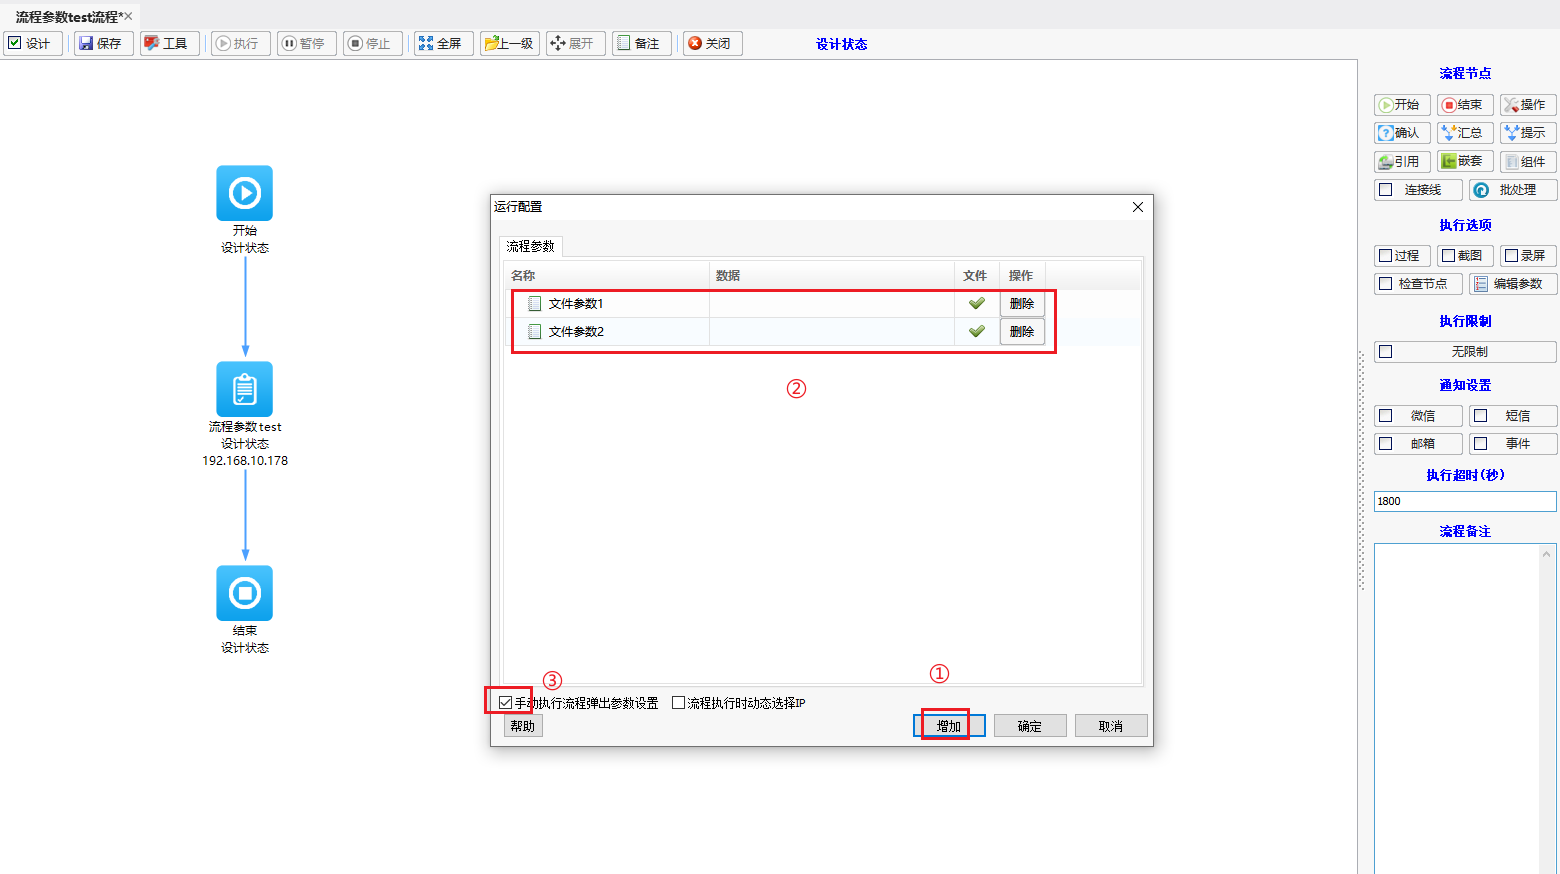 流程参数test流程*
设计 保存 工具 执行 暂停 停止 全屏 上一级 展开 备注 关闭 设计状态
流程节点
开始 结束 操作
确认 汇总 提示
引用 嵌套 组件
连接线 批处理
执行选项
过程 截图 录屏
检查节点 编辑参数
执行限制
无限制
通知设置
微信 短信
邮箱 事件
执行超时(秒)
1800
流程备注
开始
设计状态
流程参数test
设计状态
192.168.10.178
结束
设计状态
运行配置
流程参数
名称 数据 文件 操作
文件参数1 删除
文件参数2 删除
②
③ ①
手动执行流程弹出参数设置 流程执行时动态选择IP
帮助 增加 确定 取消